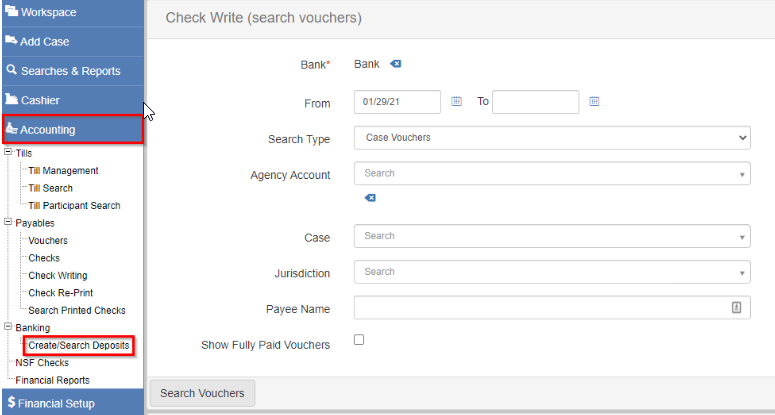 Workspace
Add Case
Searches & Reports
Cashier
Accounting
Tills
Till Management
Till Search
Till Participant Search
Payables
Vouchers
Checks
Check Writing
Check Re-Print
Search Printed Checks
Banking
Create/Search Deposits
NSF Checks
Financial Reports
$ Financial Setup
Check Write (search vouchers)
Bank* Bank
From 01/29/21 To
Search Type Case Vouchers
Agency Account Search
Case Search
Jurisdiction Search
Payee Name
Show Fully Paid Vouchers
Search Vouchers